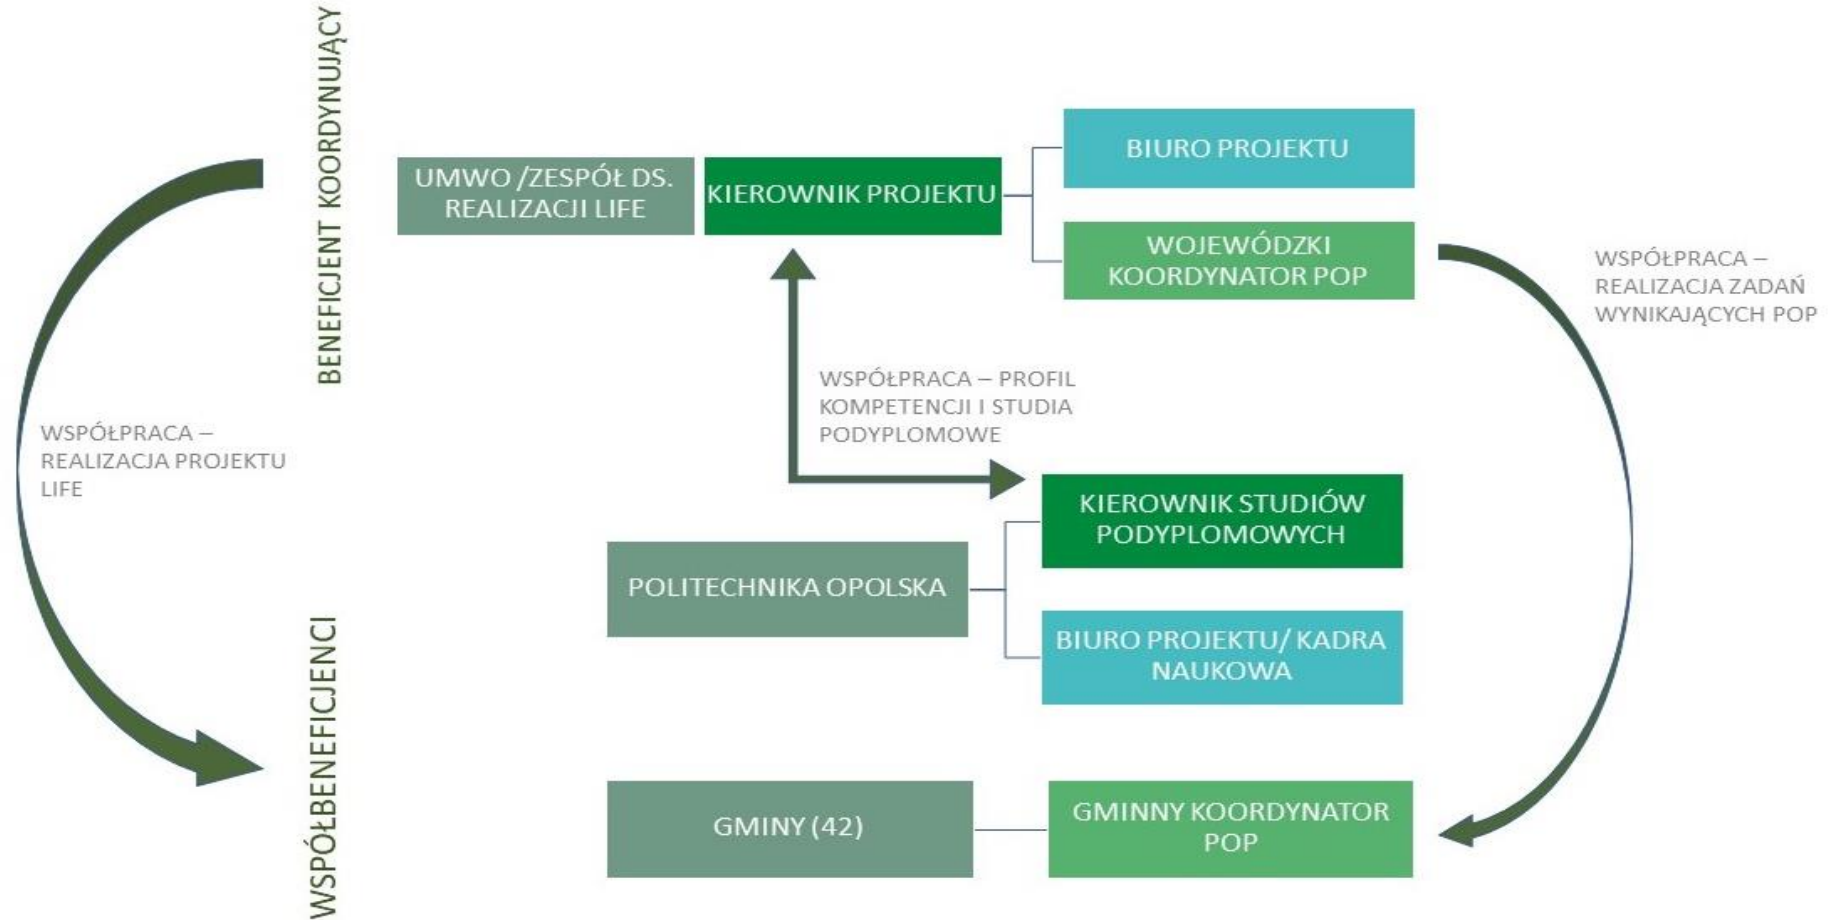 BENEFICJENT KOORDYNUJĄCY
UMWO /ZESPÓŁ DS.
REALIZACJI LIFE
KIEROWNIK PROJEKTU
BIURO PROJEKTU
WOJEWÓDZKI
KOORDYNATOR POP
WSPÓŁPRACA –
REALIZACJA ZADAŃ
WYNIKAJĄCYCH POP
WSPÓŁPRACA – PROFIL
KOMPETENCJI I STUDIA
PODYPLOMOWE
WSPÓŁPRACA –
REALIZACJA PROJEKTU
LIFE
WSPÓŁBENEFICJENCI
POLITECHNIKA OPOLSKA
KIEROWNIK STUDIÓW
PODYPLOMOWYCH
BIURO PROJEKTU/ KADRA
NAUKOWA
GMINY (42)
GMINNY KOORDYNATOR
POP